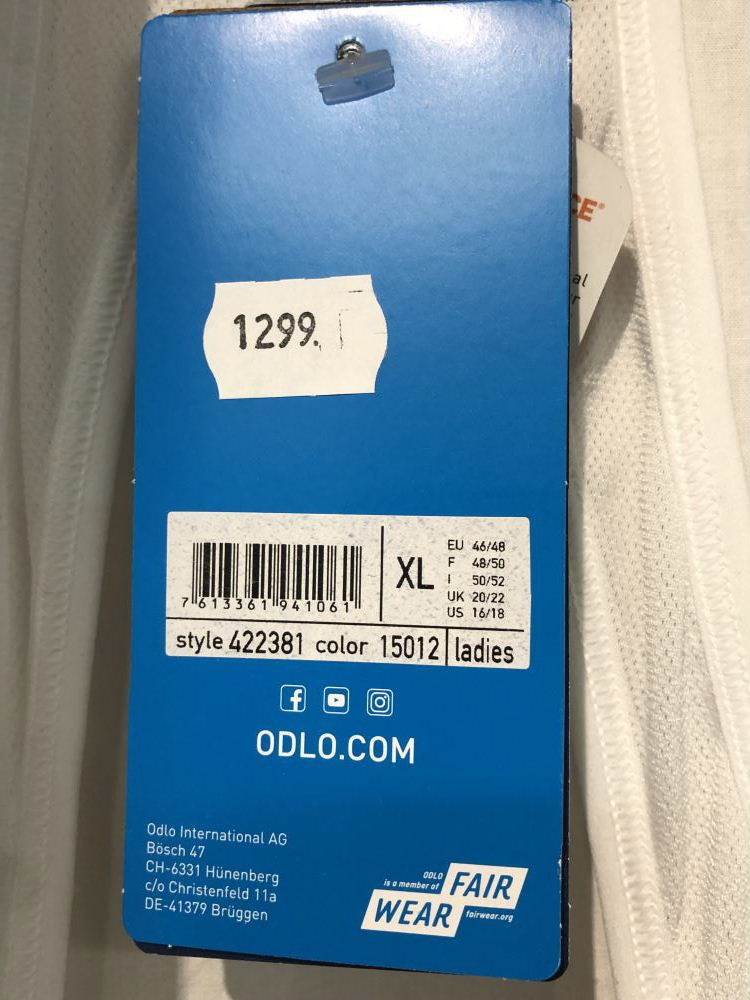 CE®
al
r
1299.
XL
EU 46/48
F 48/50
I 50/52
UK 20/22
US 16/18
7 613361 941061
style 422381 color 15012 ladies
ODLO.COM
Odlo International AG
Bösch 47
CH-6331 Hünenberg
c/o Christenfeld 11a
DE-41379 Brüggen
ODLO
is a member of
FAIR
WEAR
fairwear.org